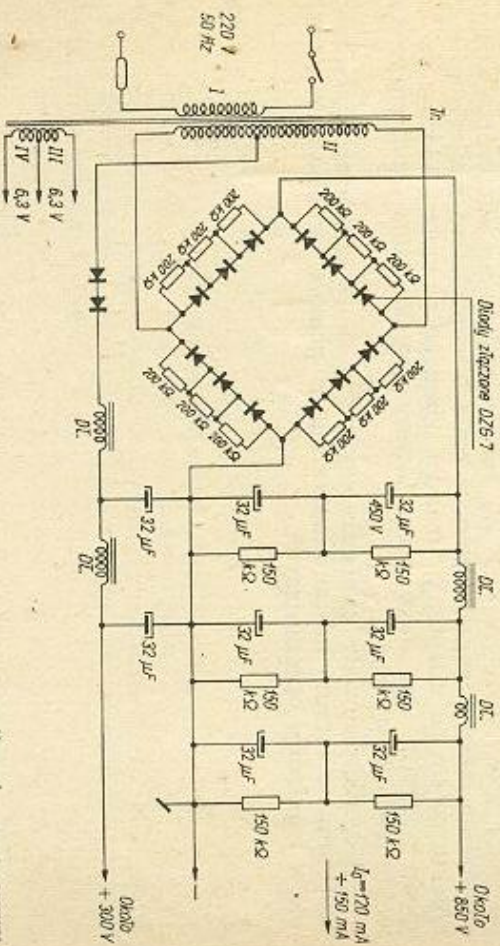 220 V
50 Hz
I
Tr.
II
III
IV
6,3 V
6,3 V
Diody złączone DZG 7
200 kΩ
200 kΩ
200 kΩ
200 kΩ
200 kΩ
200 kΩ
200 kΩ
200 kΩ
200 kΩ
200 kΩ
200 kΩ
200 kΩ
Dł.
Dł.
Dł.
Dł.
32 µF
450 V
150
kΩ
32 µF
150
kΩ
32 µF
32 µF
150
kΩ
32 µF
150
kΩ
32 µF
32 µF
150 kΩ
32 µF
150 kΩ
Około
+ 850 V
I₀=120 mA
÷ 150 mA
−
Około
+ 300 V